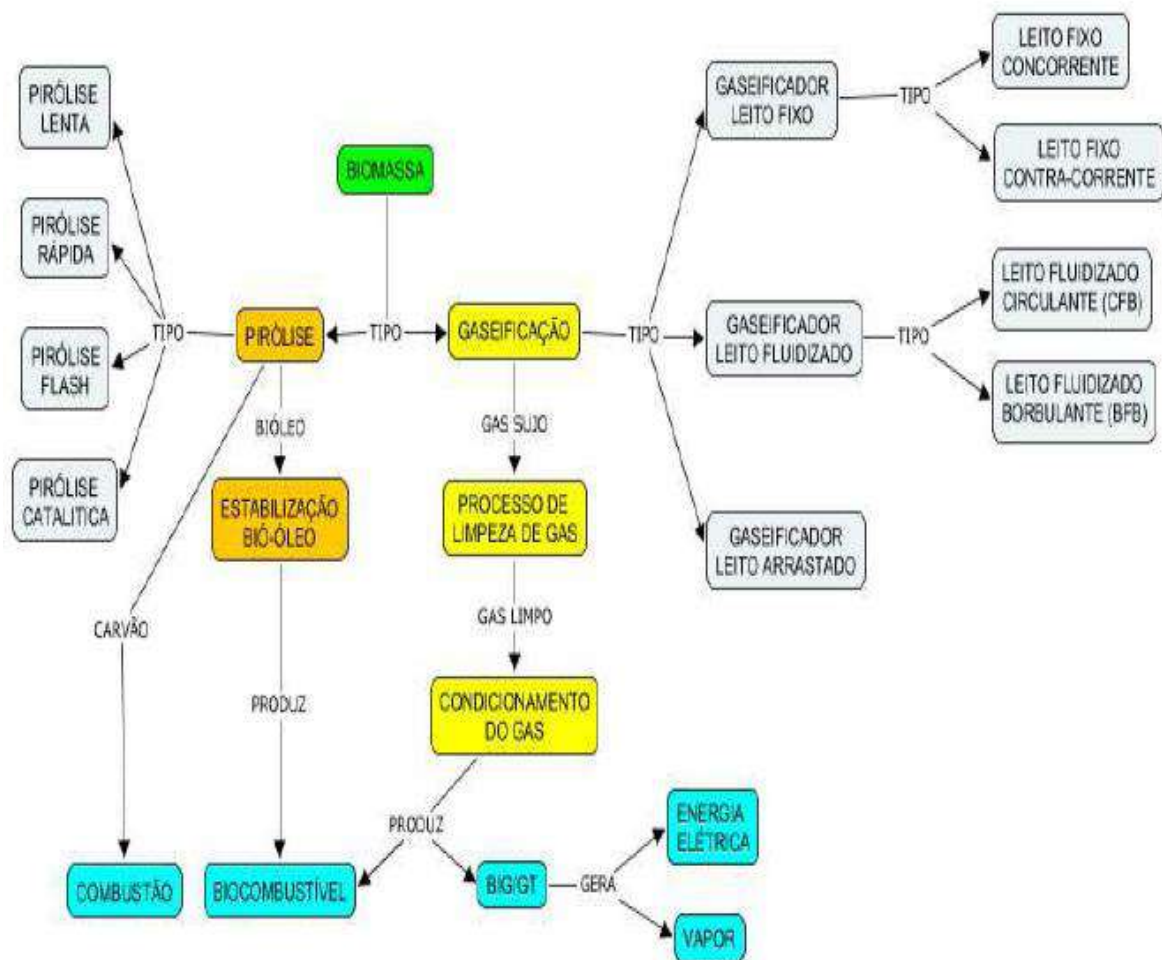 LEITO FIXO
CONCORRENTE
PIRÓLISE
LENTA
GASEIFICADOR
LEITO FIXO
TIPO
BIOMASSA
LEITO FIXO
CONTRA-CORRENTE
PIRÓLISE
RÁPIDA
LEITO FLUIDIZADO
CIRCULANTE (CFB)
TIPO
PIRÓLISE
TIPO
GASEIFICAÇÃO
TIPO
GASEIFICADOR
LEITO FLUIDIZADO
TIPO
PIRÓLISE
FLASH
LEITO FLUIDIZADO
BORBULANTE (BFB)
BIÓLEO
GAS SUJO
PIRÓLISE
CATALITICA
ESTABILIZAÇÃO
BIÓ-ÓLEO
PROCESSO DE
LIMPEZA DE GAS
GASEIFICADOR
LEITO ARRASTADO
CARVÃO
GAS LIMPO
PRODUZ
CONDICIONAMENTO
DO GAS
PRODUZ
ENERGIA
ELÉTRICA
COMBUSTÃO
BIOCOMBUSTÍVEL
BIG/GT
GERA
VAPOR